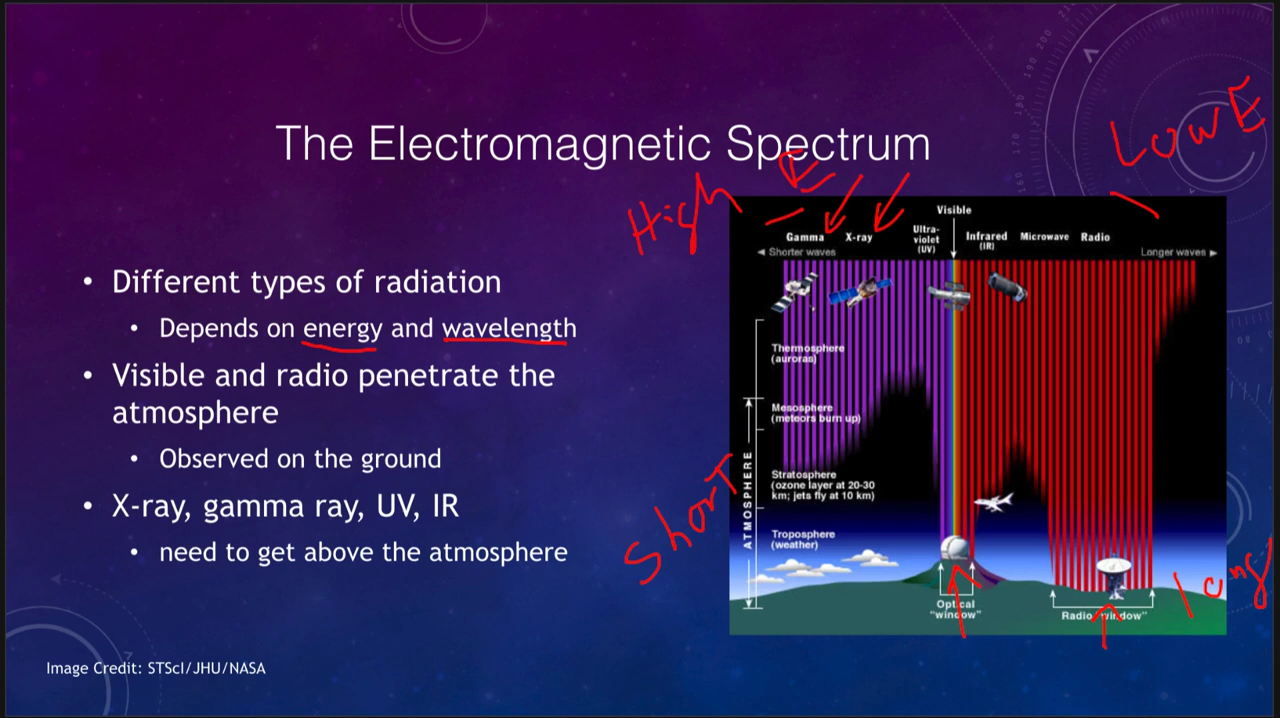 The Electromagnetic Spectrum
Low E
High E
• Different types of radiation
• Depends on energy and wavelength
• Visible and radio penetrate the
atmosphere
• Observed on the ground
• X-ray, gamma ray, UV, IR
• need to get above the atmosphere
Image Credit: STScI/JHU/NASA
Visible
Gamma X-ray Ultra-
violet
(UV) Infrared
(IR) Microwave Radio
◄ Shorter waves Longer waves ►
Thermosphere
(auroras)
Mesosphere
(meteors burn up)
Stratosphere
(ozone layer at 20-30
km; jets fly at 10 km)
Troposphere
(weather)
ATMOSPHERE
Short
long
Optical
"window"
Radio "window"